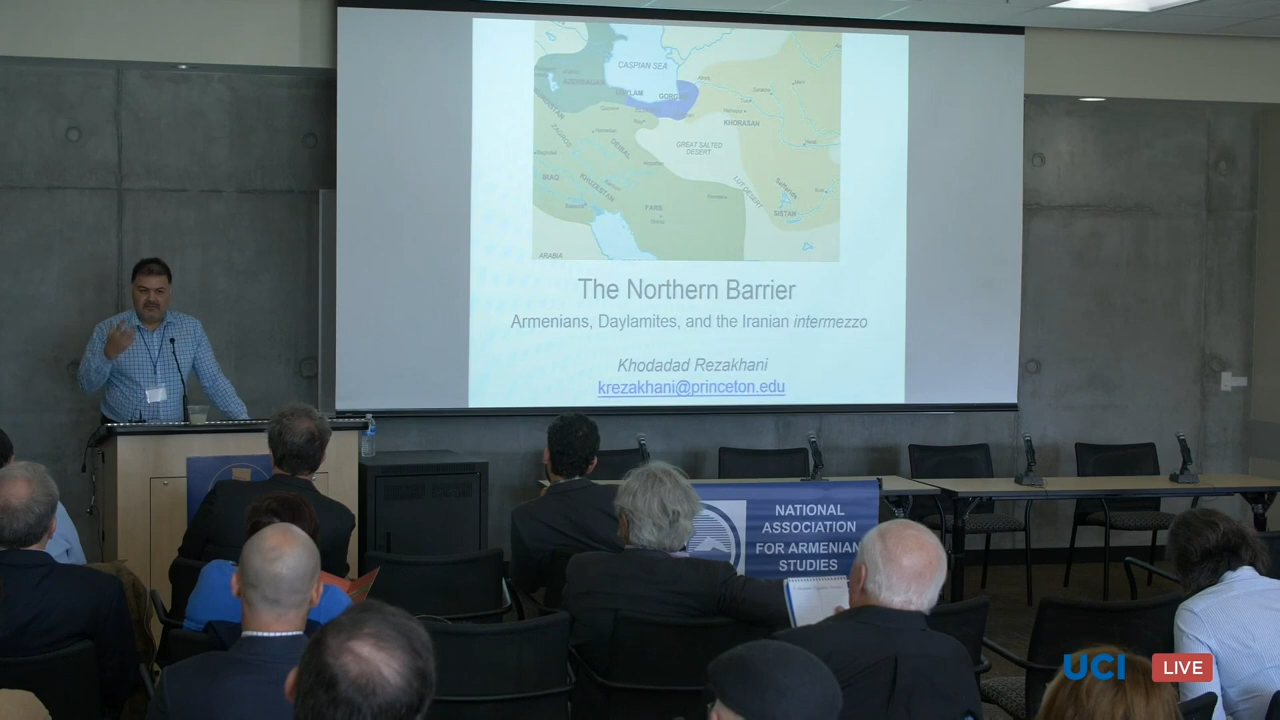 CASPIAN SEA
KHORASAN
GREAT SALTED
DESERT
IRAQ
KHUZESTAN
LUT DESERT
FARS
SISTAN
ARABIA
The Northern Barrier
Armenians, Daylamites, and the Iranian intermezzo
Khodadad Rezakhani
krezakhani@princeton.edu
NATIONAL
ASSOCIATION
FOR ARMENIAN
STUDIES
UCI LIVE